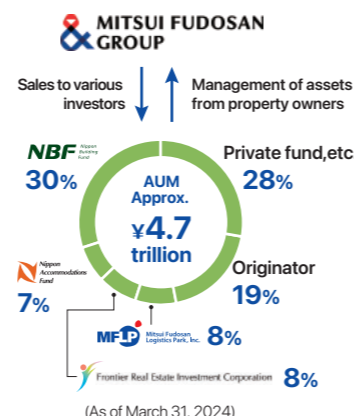 MITSUI FUDOSAN
& GROUP
Sales to various
investors
Management of assets
from property owners
NBF Nippon
Building
Fund
30%
Private fund,etc
28%
AUM
Approx.
¥4.7
trillion
Nippon
Accommodations
Fund
7%
Originator
19%
MFLP Mitsui Fudosan
Logistics Park, Inc. 8%
Frontier Real Estate Investment Corporation 8%
(As of March 31, 2024)